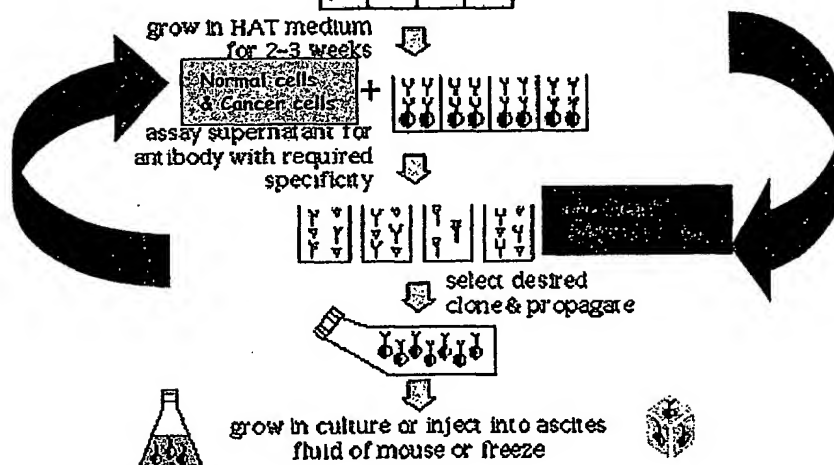 grow in HAT medium
for 2-3 weeks
Normal cells
& Cancer cells
+
assay supernatant for
antibody with required
specificity
select desired
clone & propagate
grow in culture or inject into ascites
fluid of mouse or freeze